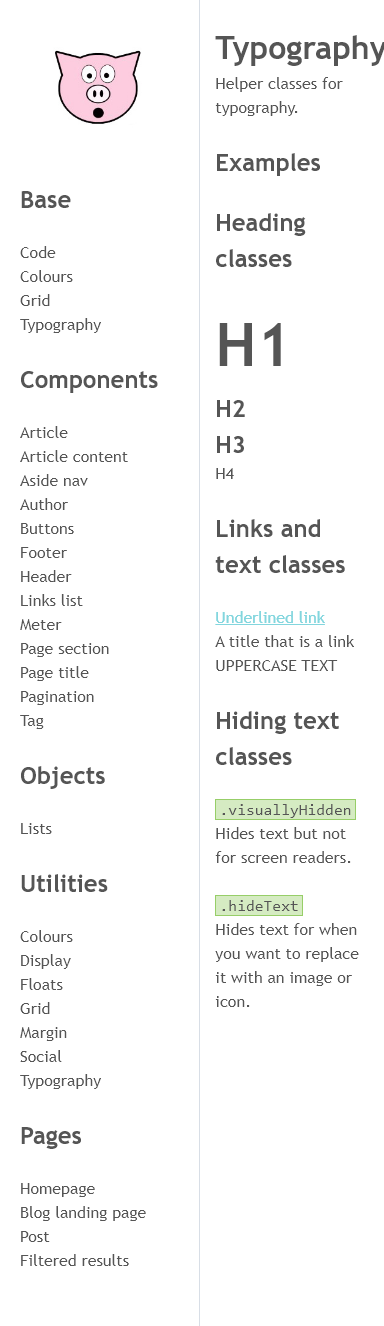 Base
Code
Colours
Grid
Typography
Components
Article
Article content
Aside nav
Author
Buttons
Footer
Header
Links list
Meter
Page section
Page title
Pagination
Tag
Objects
Lists
Utilities
Colours
Display
Floats
Grid
Margin
Social
Typography
Pages
Homepage
Blog landing page
Post
Filtered results
Typography
Helper classes for
typography.
Examples
Heading
classes
H1
H2
H3
H4
Links and
text classes
Underlined link
A title that is a link
UPPERCASE TEXT
Hiding text
classes
.visuallyHidden
Hides text but not
for screen readers.
.hideText
Hides text for when
you want to replace
it with an image or
icon.